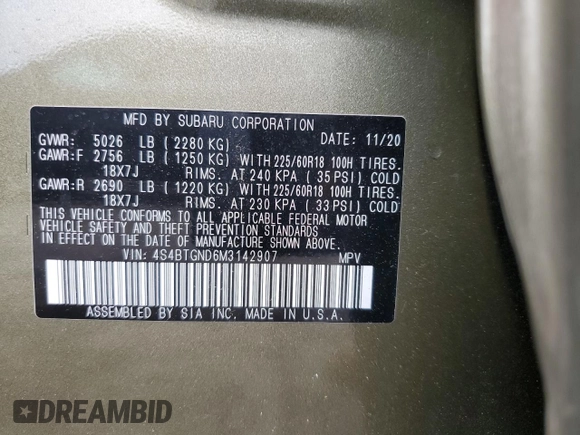 MFD BY SUBARU CORPORATION
GVWR: 5026 LB (2280 KG) DATE: 11/20
GAWR:F 2756 LB (1250 KG) WITH 225/60R18 100H TIRES.
18X7J RIMS. AT 240 KPA (35 PSI) COLD
GAWR:R 2690 LB (1220 KG) WITH 225/60R18 100H TIRES.
18X7J RIMS. AT 230 KPA (33 PSI) COLD
THIS VEHICLE CONFORMS TO ALL APPLICABLE FEDERAL MOTOR
VEHICLE SAFETY AND THEFT PREVENTION STANDARDS
IN EFFECT ON THE DATE OF MANUFACTURE SHOWN ABOVE.
VIN: 4S4BTGND6M3142907 MPV
ASSEMBLED BY SIA INC. MADE IN U.S.A.
DREAMBID